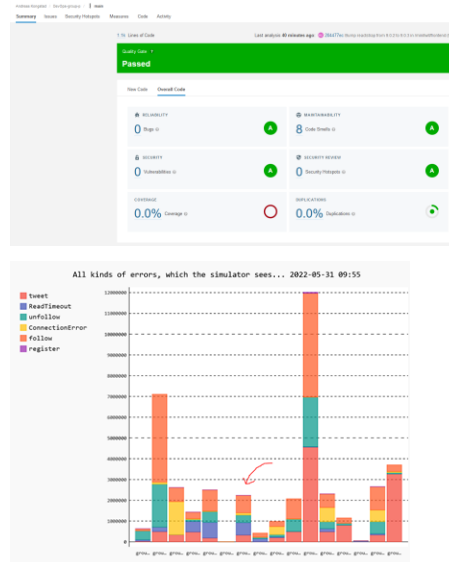 main
Summary Issues Security Hotspots Measures Code Activity
Lines of Code
Last analysis 40 minutes ago
Quality Gate
Passed
New Code Overall Code
RELIABILITY
0 Bugs
A
MAINTAINABILITY
8 Code Smells
A
SECURITY
0 Vulnerabilities
A
SECURITY REVIEW
0 Security Hotspots
A
COVERAGE
0.0% Coverage
DUPLICATIONS
0.0% Duplications
All kinds of errors, which the simulator sees... 2022-05-31 09:55
tweet
ReadTimeout
unfollow
ConnectionError
follow
register
12000000
11000000
10000000
9000000
8000000
7000000
6000000
5000000
4000000
3000000
2000000
1000000
0